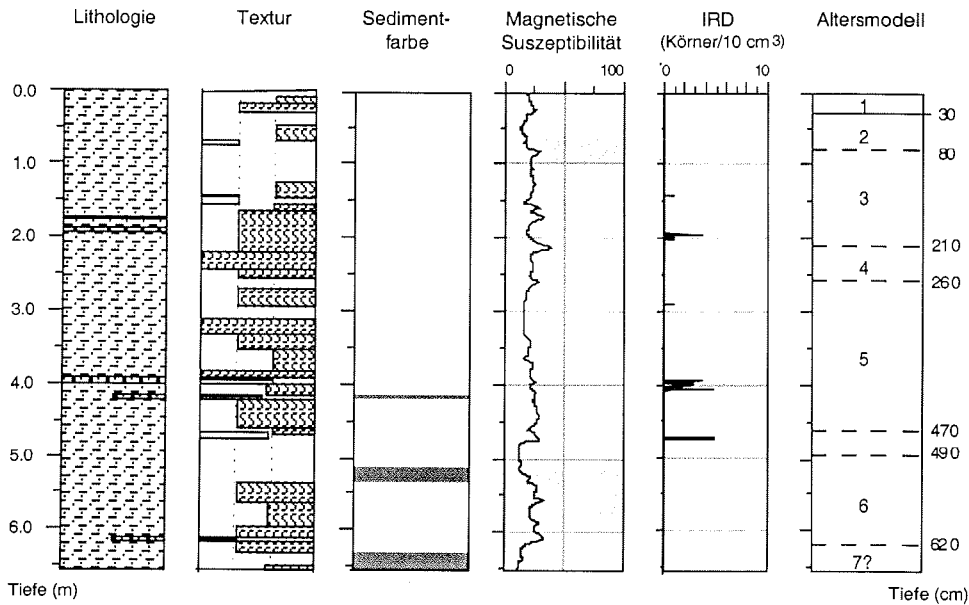 Lithologie
Textur
Sediment-
farbe
Magnetische
Suszeptibilität
IRD
(Körner/10 cm³)
Altersmodell
0 100
0 10
0.0
1.0
2.0
3.0
4.0
5.0
6.0
1
2
3
4
5
6
7?
30
80
210
260
470
490
620
Tiefe (m)
Tiefe (cm)